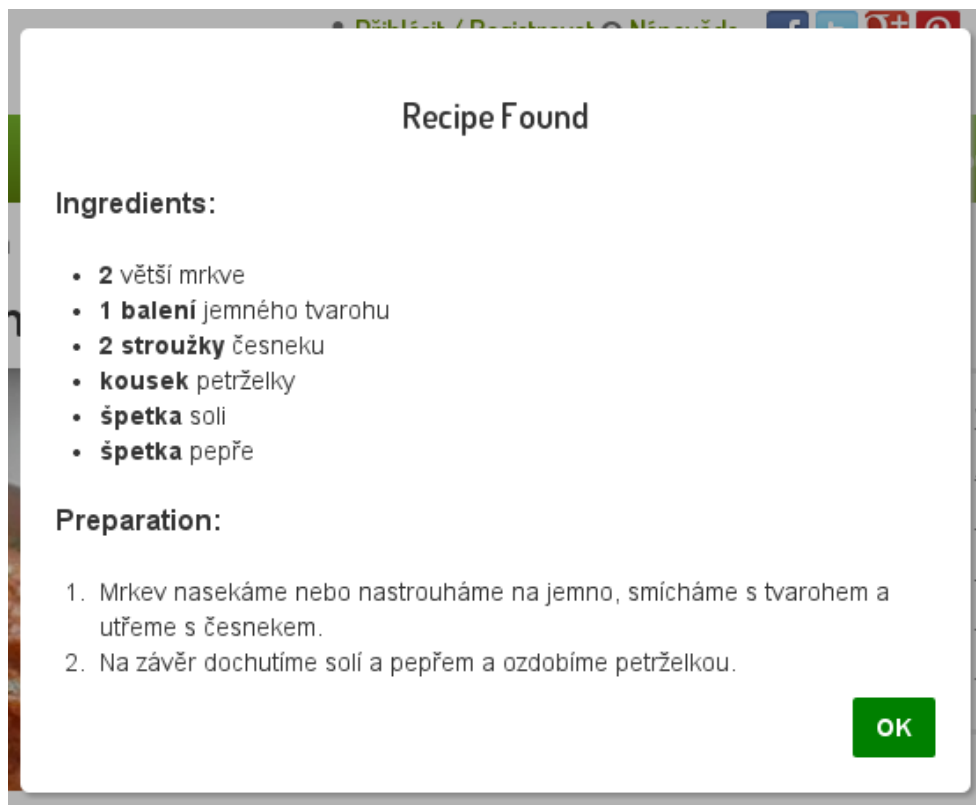 Recipe Found
Ingredients:
2 větší mrkve
1 balení jemného tvarohu
2 stroužky česneku
kousek petrželky
špetka soli
špetka pepře
Preparation:
1. Mrkev nasekáme nebo nastrouháme na jemno, smícháme s tvarohem a
utřeme s česnekem.
2. Na závěr dochutíme solí a pepřem a ozdobíme petrželkou.
OK